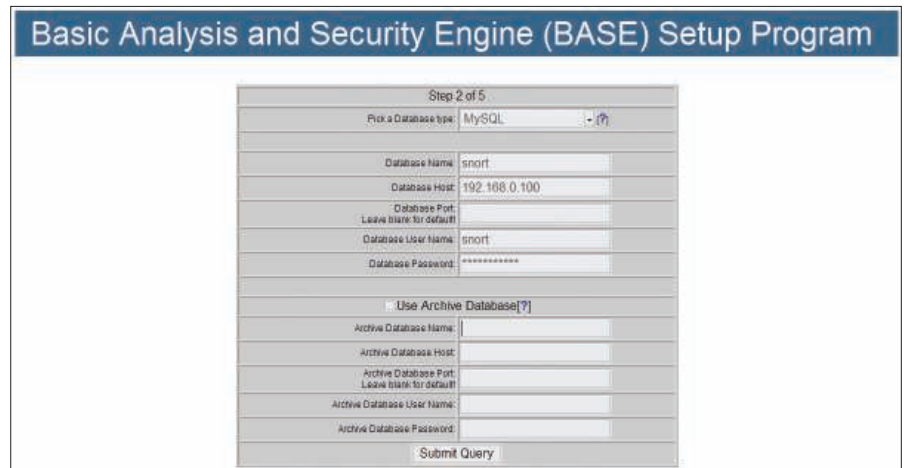 Basic Analysis and Security Engine (BASE) Setup Program
Step 2 of 5
Pick a Database type: MySQL [?]
Database Name: snort
Database Host: 192.168.0.100
Database Port:
Leave blank for default!
Database User Name: snort
Database Password: ***********
Use Archive Database[?]
Archive Database Name:
Archive Database Host:
Archive Database Port:
Leave blank for default!
Archive Database User Name:
Archive Database Password:
Submit Query